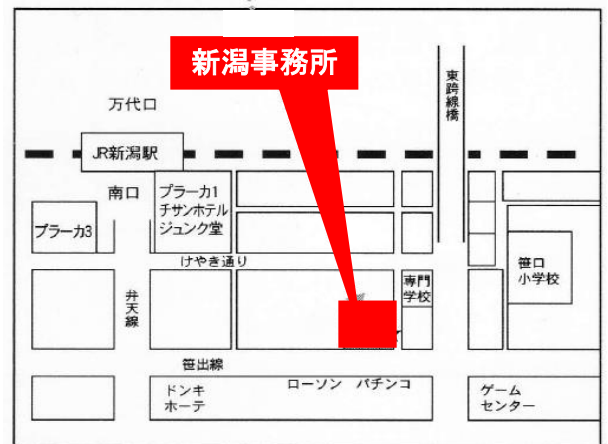 新潟事務所
東跨線橋
万代口
JR新潟駅
南口
プラーカ1
チサンホテル
ジュンク堂
プラーカ3
けやき通り
笹口
小学校
専門
学校
弁天線
笹出線
ローソン パチンコ
ドンキ
ホーテ
ゲーム
センター